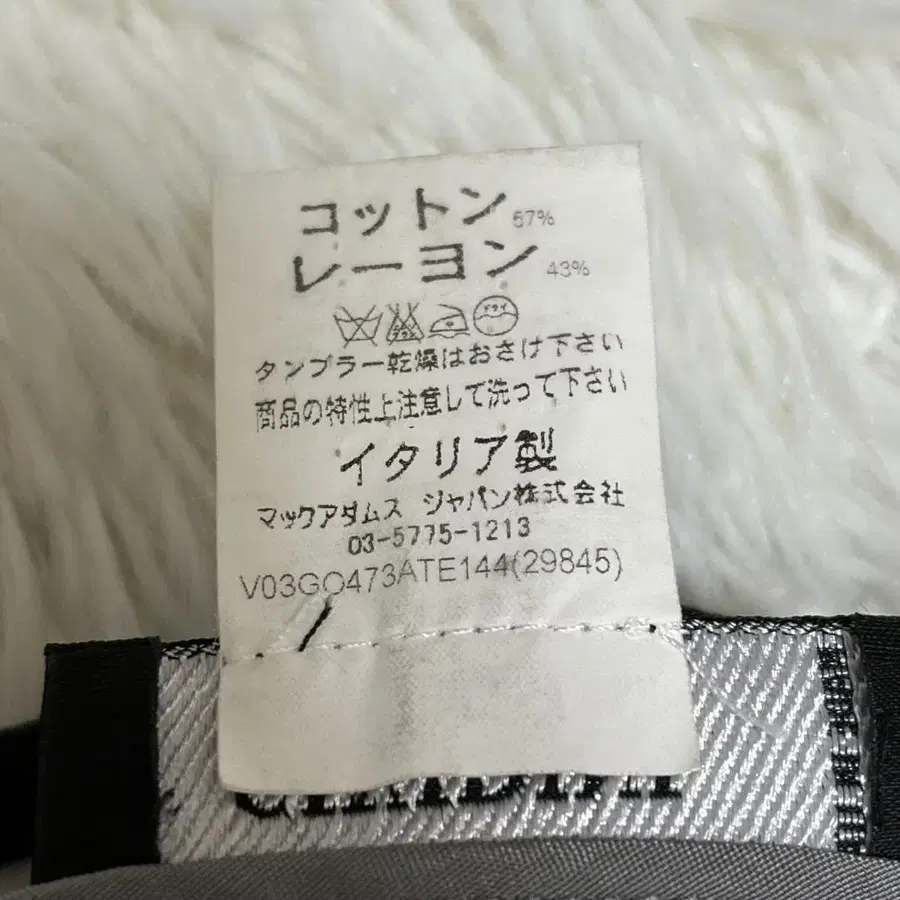 コットン 57%
レーヨン 43%
ドライ
タンブラー乾燥はおさけ下さい
商品の特性上注意して洗って下さい
イタリア製
マックアダムス ジャパン株式会社
03-5775-1213
V03GO473ATE144(29845)